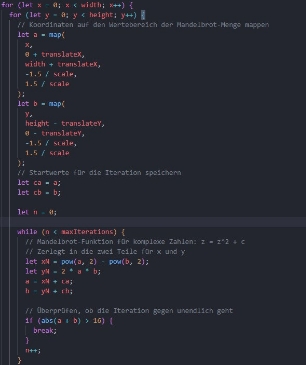 for (let x = 0; x < width; x++) {
for (let y = 0; y < height; y++) {
// Koordinaten auf den Wertebereich der Mandelbrot-Menge mappen
let a = map(
x,
0 + translateX,
width + translateX,
-1.5 / scale,
1.5 / scale
);
let b = map(
y,
height - translateY,
0 - translateY,
-1.5 / scale,
1.5 / scale
);
// Startwerte für die Iteration speichern
let ca = a;
let cb = b;
let n = 0;
while (n < maxIterations) {
// Mandelbrot-Funktion für komplexe Zahlen: z = z^2 + c
// Zerlegt in die zwei Teile für x und y
let xN = pow(a, 2) - pow(b, 2);
let yN = 2 * a * b;
a = xN + ca;
b = yN + cb;
// Überprüfen, ob die Iteration gegen unendlich geht
if (abs(a + b) > 16) {
break;
}
n++;
}